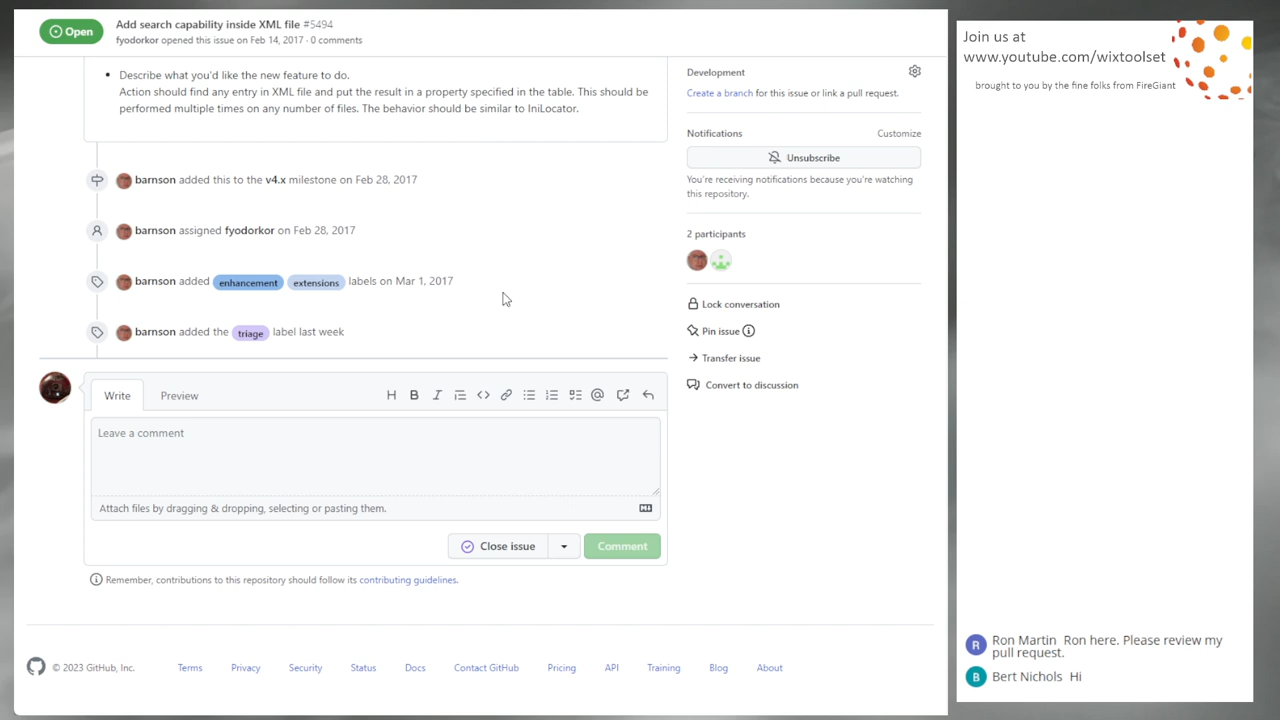 Open
Add search capability inside XML file #5494
fyodorkor opened this issue on Feb 14, 2017 · 0 comments
• Describe what you'd like the new feature to do.
Action should find any entry in XML file and put the result in a property specified in the table. This should be
performed multiple times on any number of files. The behavior should be similar to IniLocator.
barnson added this to the v4.x milestone on Feb 28, 2017
barnson assigned fyodorkor on Feb 28, 2017
barnson added enhancement extensions labels on Mar 1, 2017
barnson added the triage label last week
Write
Preview
Leave a comment
Attach files by dragging & dropping, selecting or pasting them.
Close issue
Comment
Remember, contributions to this repository should follow its contributing guidelines.
Development
Create a branch for this issue or link a pull request.
Notifications
Customize
Unsubscribe
You're receiving notifications because you're watching
this repository.
2 participants
Lock conversation
Pin issue
Transfer issue
Convert to discussion
© 2023 GitHub, Inc.
Terms
Privacy
Security
Status
Docs
Contact GitHub
Pricing
API
Training
Blog
About
Join us at
www.youtube.com/wixtoolset
brought to you by the fine folks from FireGiant
R
Ron Martin Ron here. Please review my
pull request.
B
Bert Nichols Hi